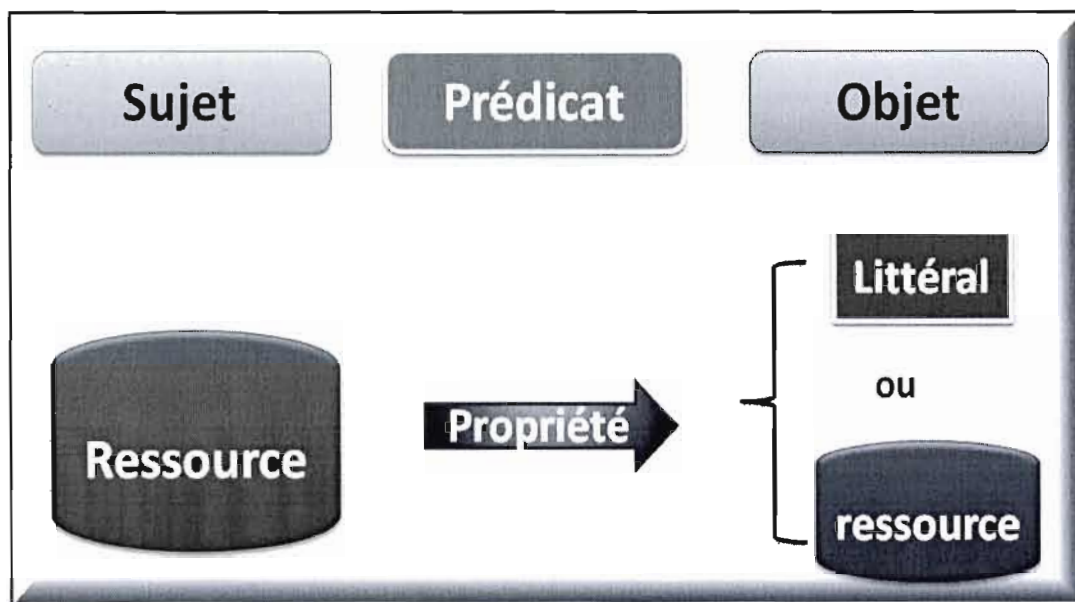 Sujet
Prédicat
Objet
Littéral
ou
Ressource
Propriété
ressource